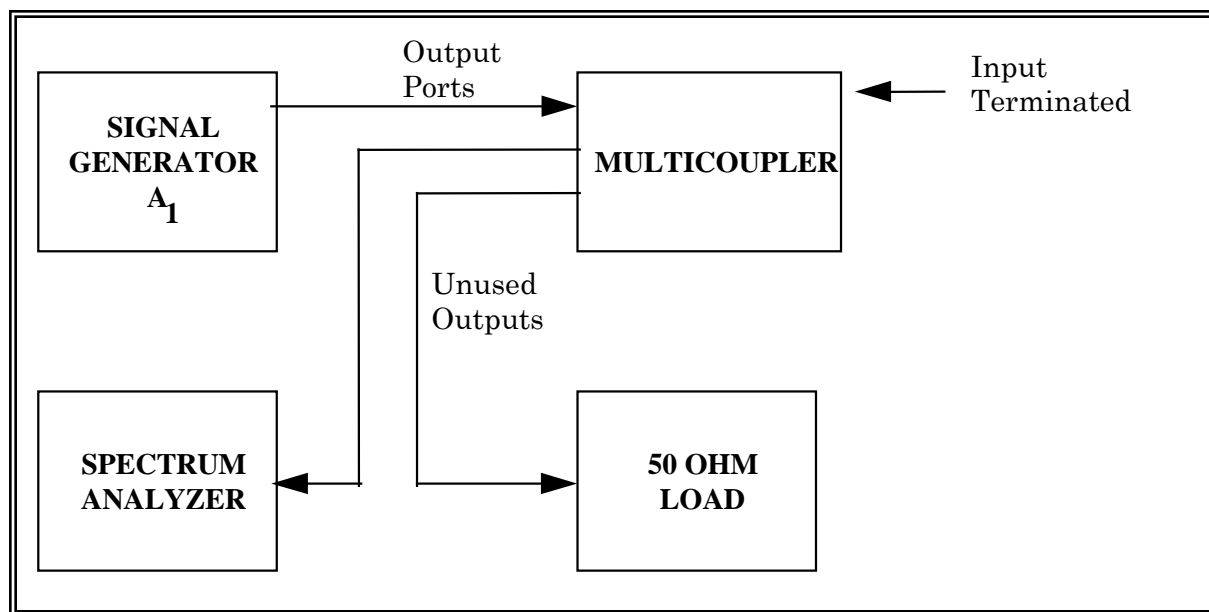 Output
Ports
Input
Terminated
SIGNAL
GENERATOR
A1
MULTICOUPLER
Unused
Outputs
SPECTRUM
ANALYZER
50 OHM
LOAD